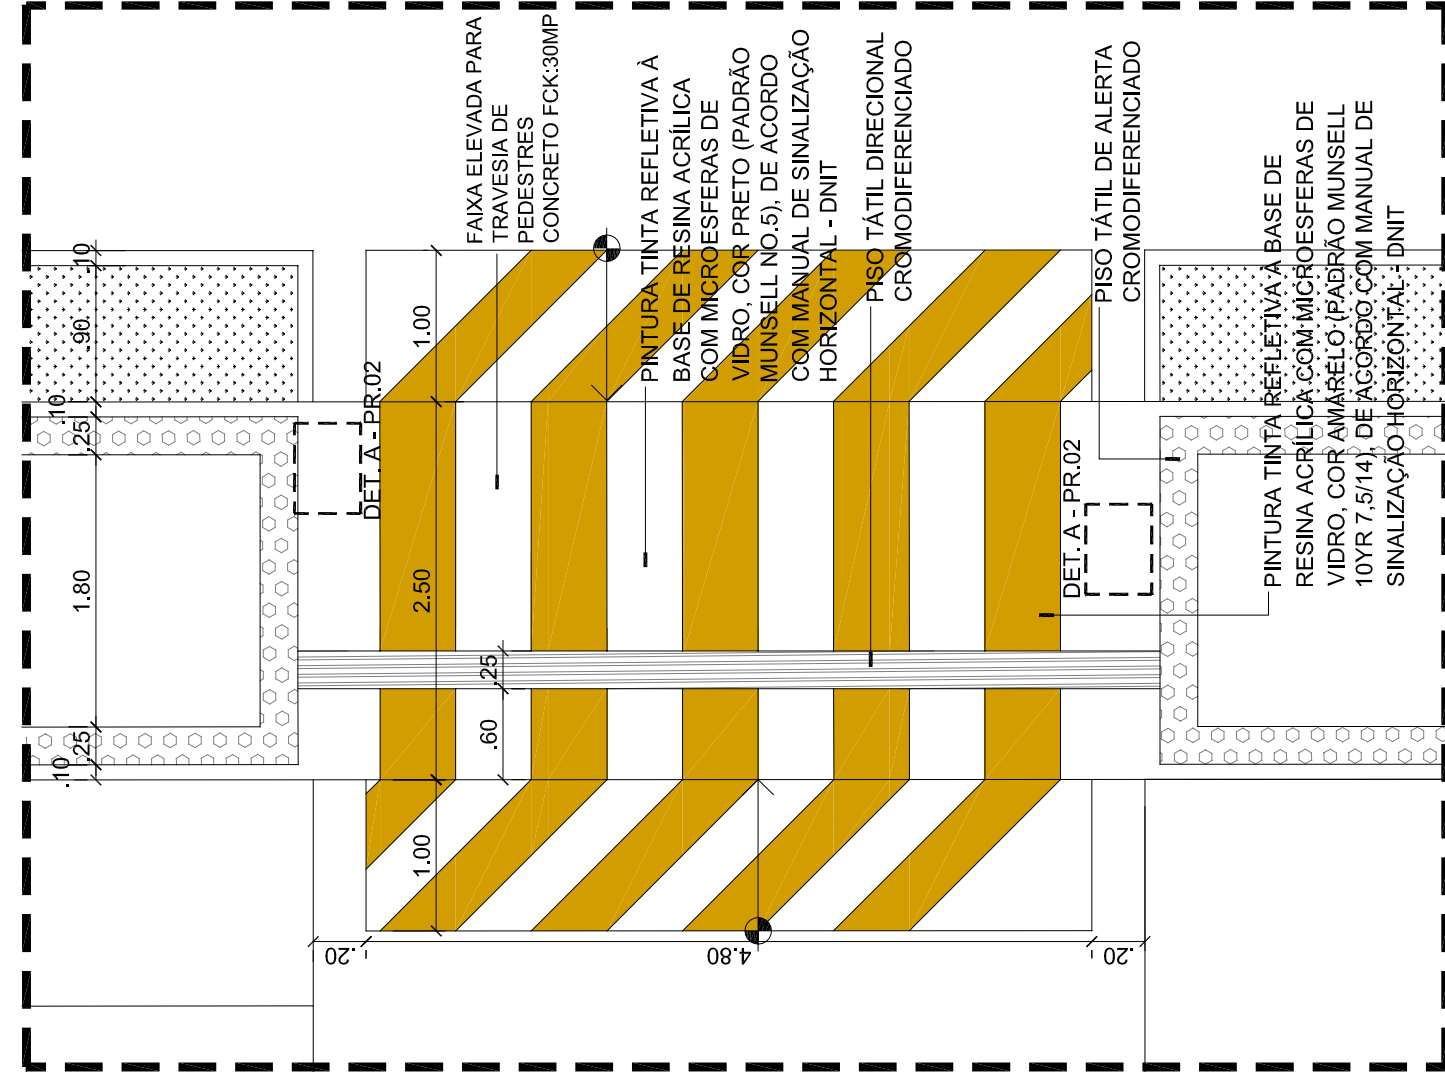 FAIXA ELEVADA PARA
TRAVESIA DE
PEDESTRES
CONCRETO FCK:30MP
PINTURA TINTA REFLETIVA À
BASE DE RESINA ACRÍLICA
COM MICROESFERAS DE
VIDRO, COR PRETO (PADRÃO
MUNSELL NO.5), DE ACORDO
COM MANUAL DE SINALIZAÇÃO
HORIZONTAL - DNIT
PISO TÁTIL DIRECIONAL
CROMODIFERENCIADO
PISO TÁTIL DE ALERTA
CROMODIFERENCIADO
PINTURA TINTA REFLETIVA À BASE DE
RESINA ACRÍLICA COM MICROESFERAS DE
VIDRO, COR AMARELO (PADRÃO MUNSELL
10YR 7,5/14), DE ACORDO COM MANUAL DE
SINALIZAÇÃO HORIZONTAL - DNIT
DET. A - PR.02
DET. A - PR.02
.10
.90
.10
.25
1.80
.25
.10
1.00
2.50
1.00
.25
.60
.20
4.80
.20